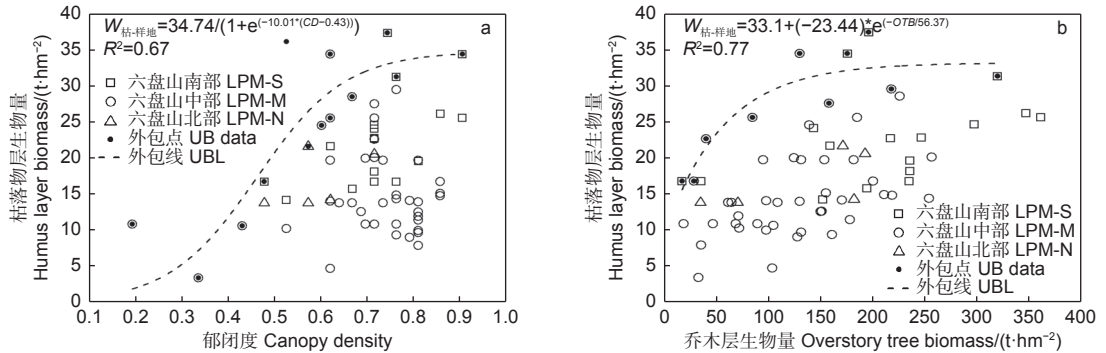 W枯-样地=34.74/(1+e(−10.01*(CD−0.43))) a
R2=0.67
40
35
30
25
20
15
10
5
0
枯落物层生物量
Humus layer biomass/(t·hm−2)
六盘山南部 LPM-S
六盘山中部 LPM-M
六盘山北部 LPM-N
外包点 UB data
外包线 UBL
0.1 0.2 0.3 0.4 0.5 0.6 0.7 0.8 0.9 1.0
郁闭度 Canopy density
W枯-样地=33.1+(−23.44)*e(−OTB/56.37) b
R2=0.77
40
35
30
25
20
15
10
5
0
枯落物层生物量
Humus layer biomass/(t·hm−2)
六盘山南部 LPM-S
六盘山中部 LPM-M
六盘山北部 LPM-N
外包点 UB data
外包线 UBL
0 50 100 150 200 250 300 350 400
乔木层生物量 Overstory tree biomass/(t·hm−2)